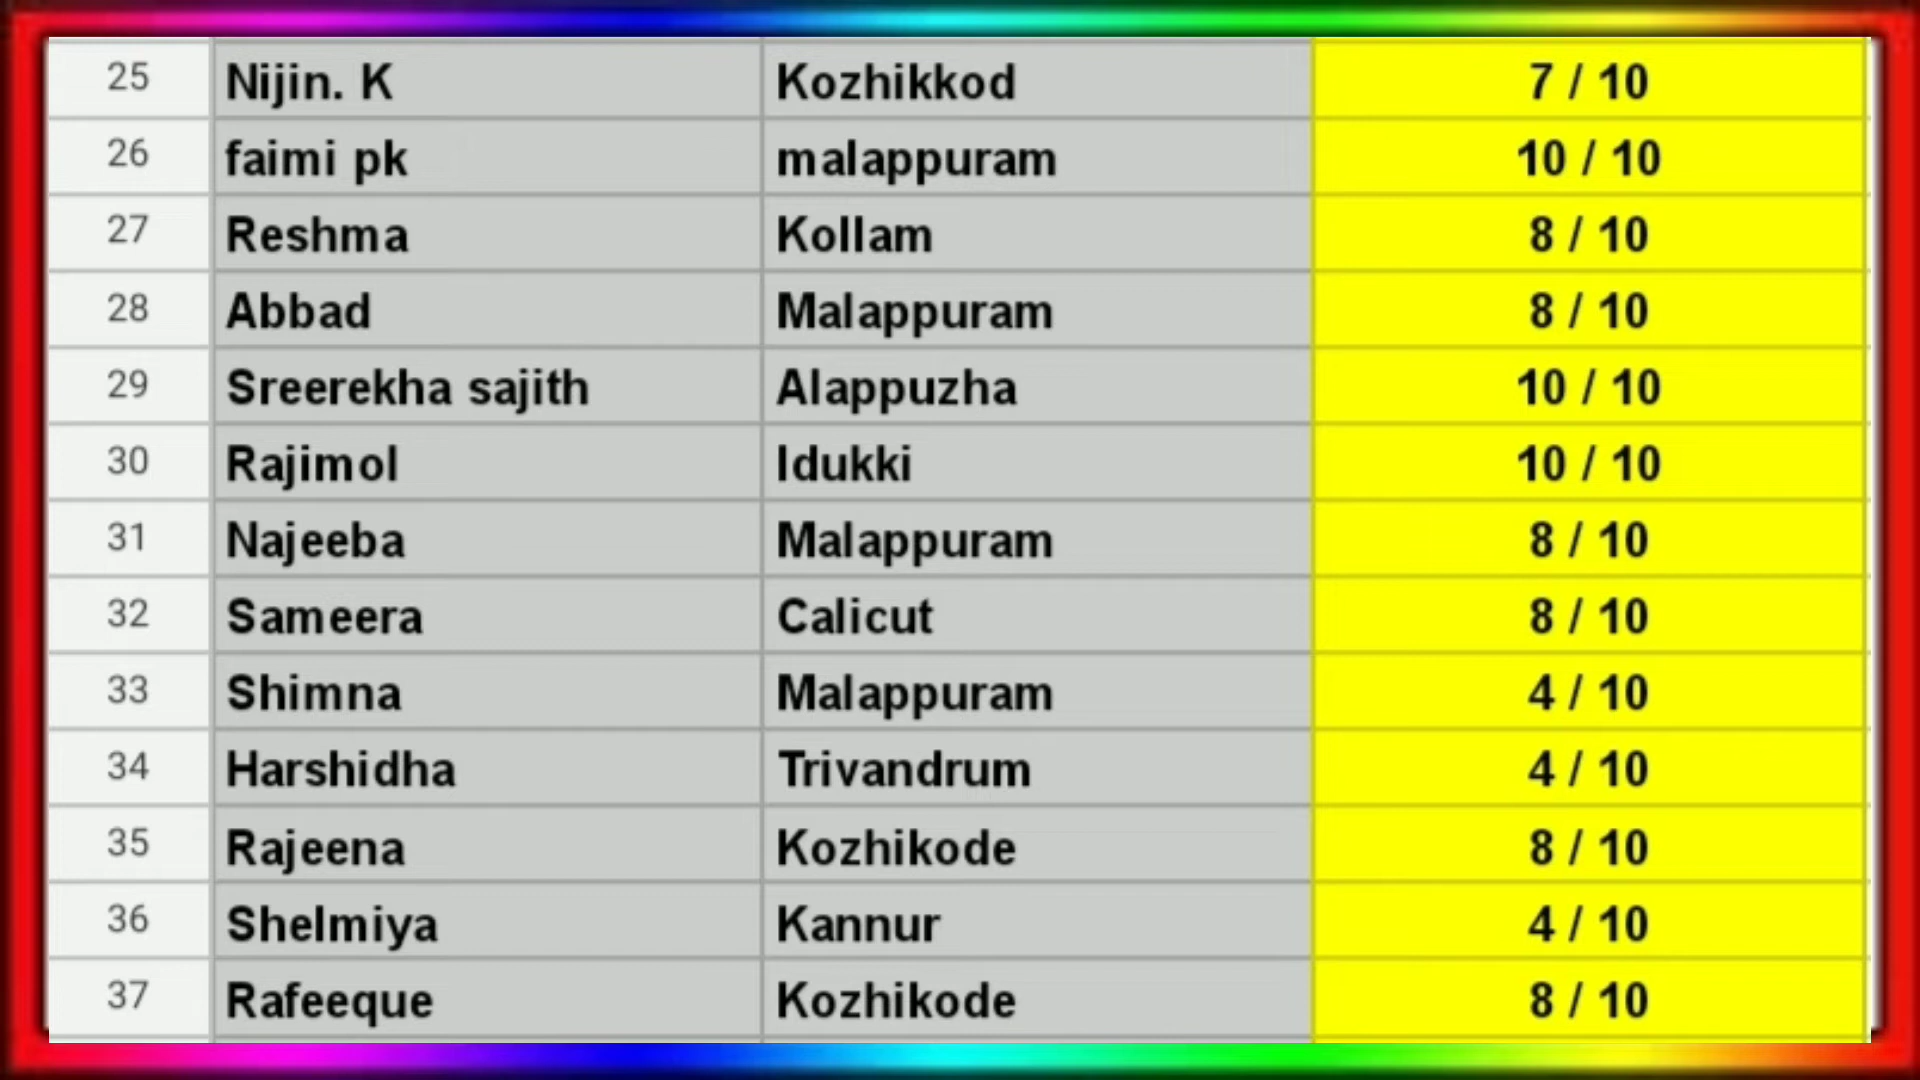 25 Nijin. K Kozhikkod 7 / 10
26 faimi pk malappuram 10 / 10
27 Reshma Kollam 8 / 10
28 Abbad Malappuram 8 / 10
29 Sreerekha sajith Alappuzha 10 / 10
30 Rajimol Idukki 10 / 10
31 Najeeba Malappuram 8 / 10
32 Sameera Calicut 8 / 10
33 Shimna Malappuram 4 / 10
34 Harshidha Trivandrum 4 / 10
35 Rajeena Kozhikode 8 / 10
36 Shelmiya Kannur 4 / 10
37 Rafeeque Kozhikode 8 / 10